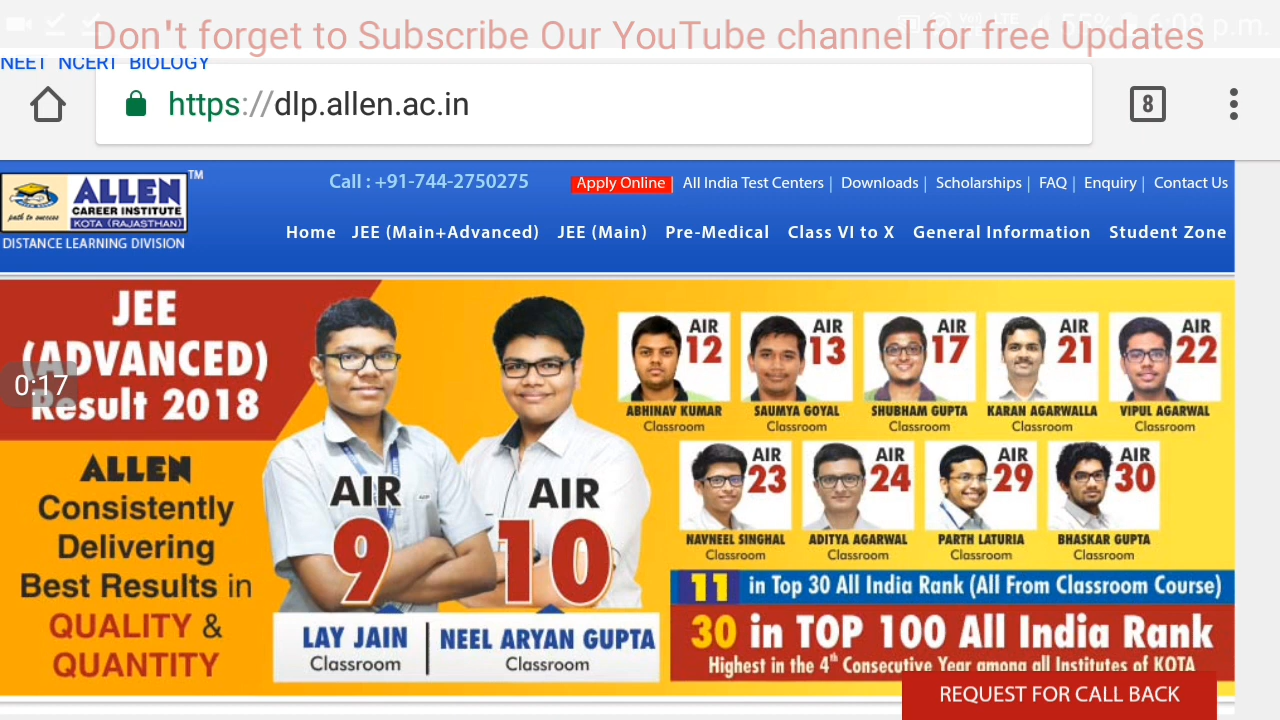 Don't forget to Subscribe Our YouTube channel for free Updates
55% 6:08 p.m.
NEET NCERT BIOLOGY
https://dlp.allen.ac.in
8
ALLEN TM
CAREER INSTITUTE
KOTA (RAJASTHAN)
path to success
DISTANCE LEARNING DIVISION
Call : +91-744-2750275
Apply Online | All India Test Centers | Downloads | Scholarships | FAQ | Enquiry | Contact Us
Home JEE (Main+Advanced) JEE (Main) Pre-Medical Class VI to X General Information Student Zone
JEE
(ADVANCED)
Result 2018
0:17
ALLEN
Consistently
Delivering
Best Results in
QUALITY &
QUANTITY
AIR 9
LAY JAIN
Classroom
AIR 10
NEEL ARYAN GUPTA
Classroom
AIR 12
ABHINAV KUMAR
Classroom
AIR 13
SAUMYA GOYAL
Classroom
AIR 17
SHUBHAM GUPTA
Classroom
AIR 21
KARAN AGARWALLA
Classroom
AIR 22
VIPUL AGARWAL
Classroom
AIR 23
NAVNEEL SINGHAL
Classroom
AIR 24
ADITYA AGARWAL
Classroom
AIR 29
PARTH LATURIA
Classroom
AIR 30
BHASKAR GUPTA
Classroom
11 in Top 30 All India Rank (All From Classroom Course)
30 in TOP 100 All India Rank
Highest in the 4th Consecutive Year among all Institutes of KOTA
REQUEST FOR CALL BACK